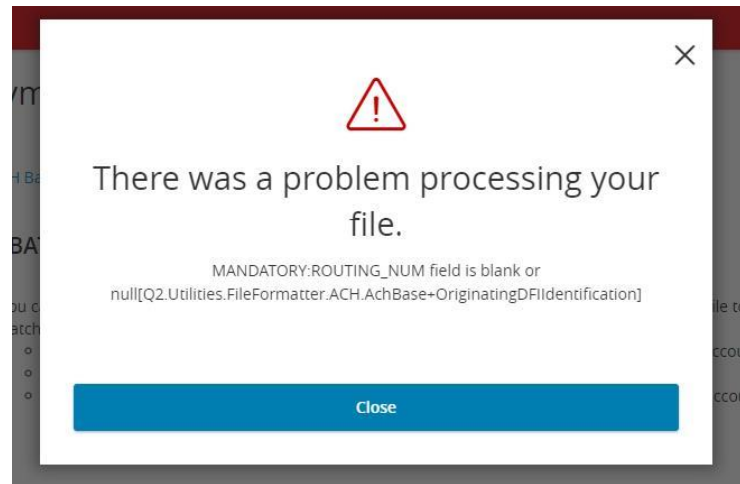 There was a problem processing your
file.
MANDATORY:ROUTING_NUM field is blank or
null[Q2.Utilities.FileFormatter.ACH.AchBase+OriginatingDFIIdentification]
Close